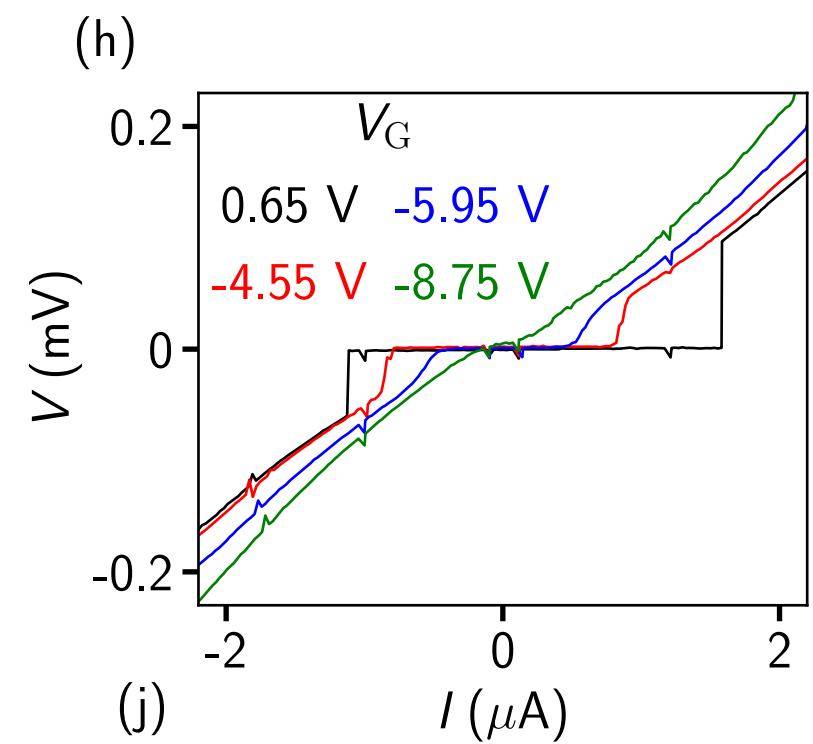 (h)
V_G
0.65 V -5.95 V
-4.55 V -8.75 V
0.2
0
-0.2
V (mV)
-2 0 2
I (μA)
(j)